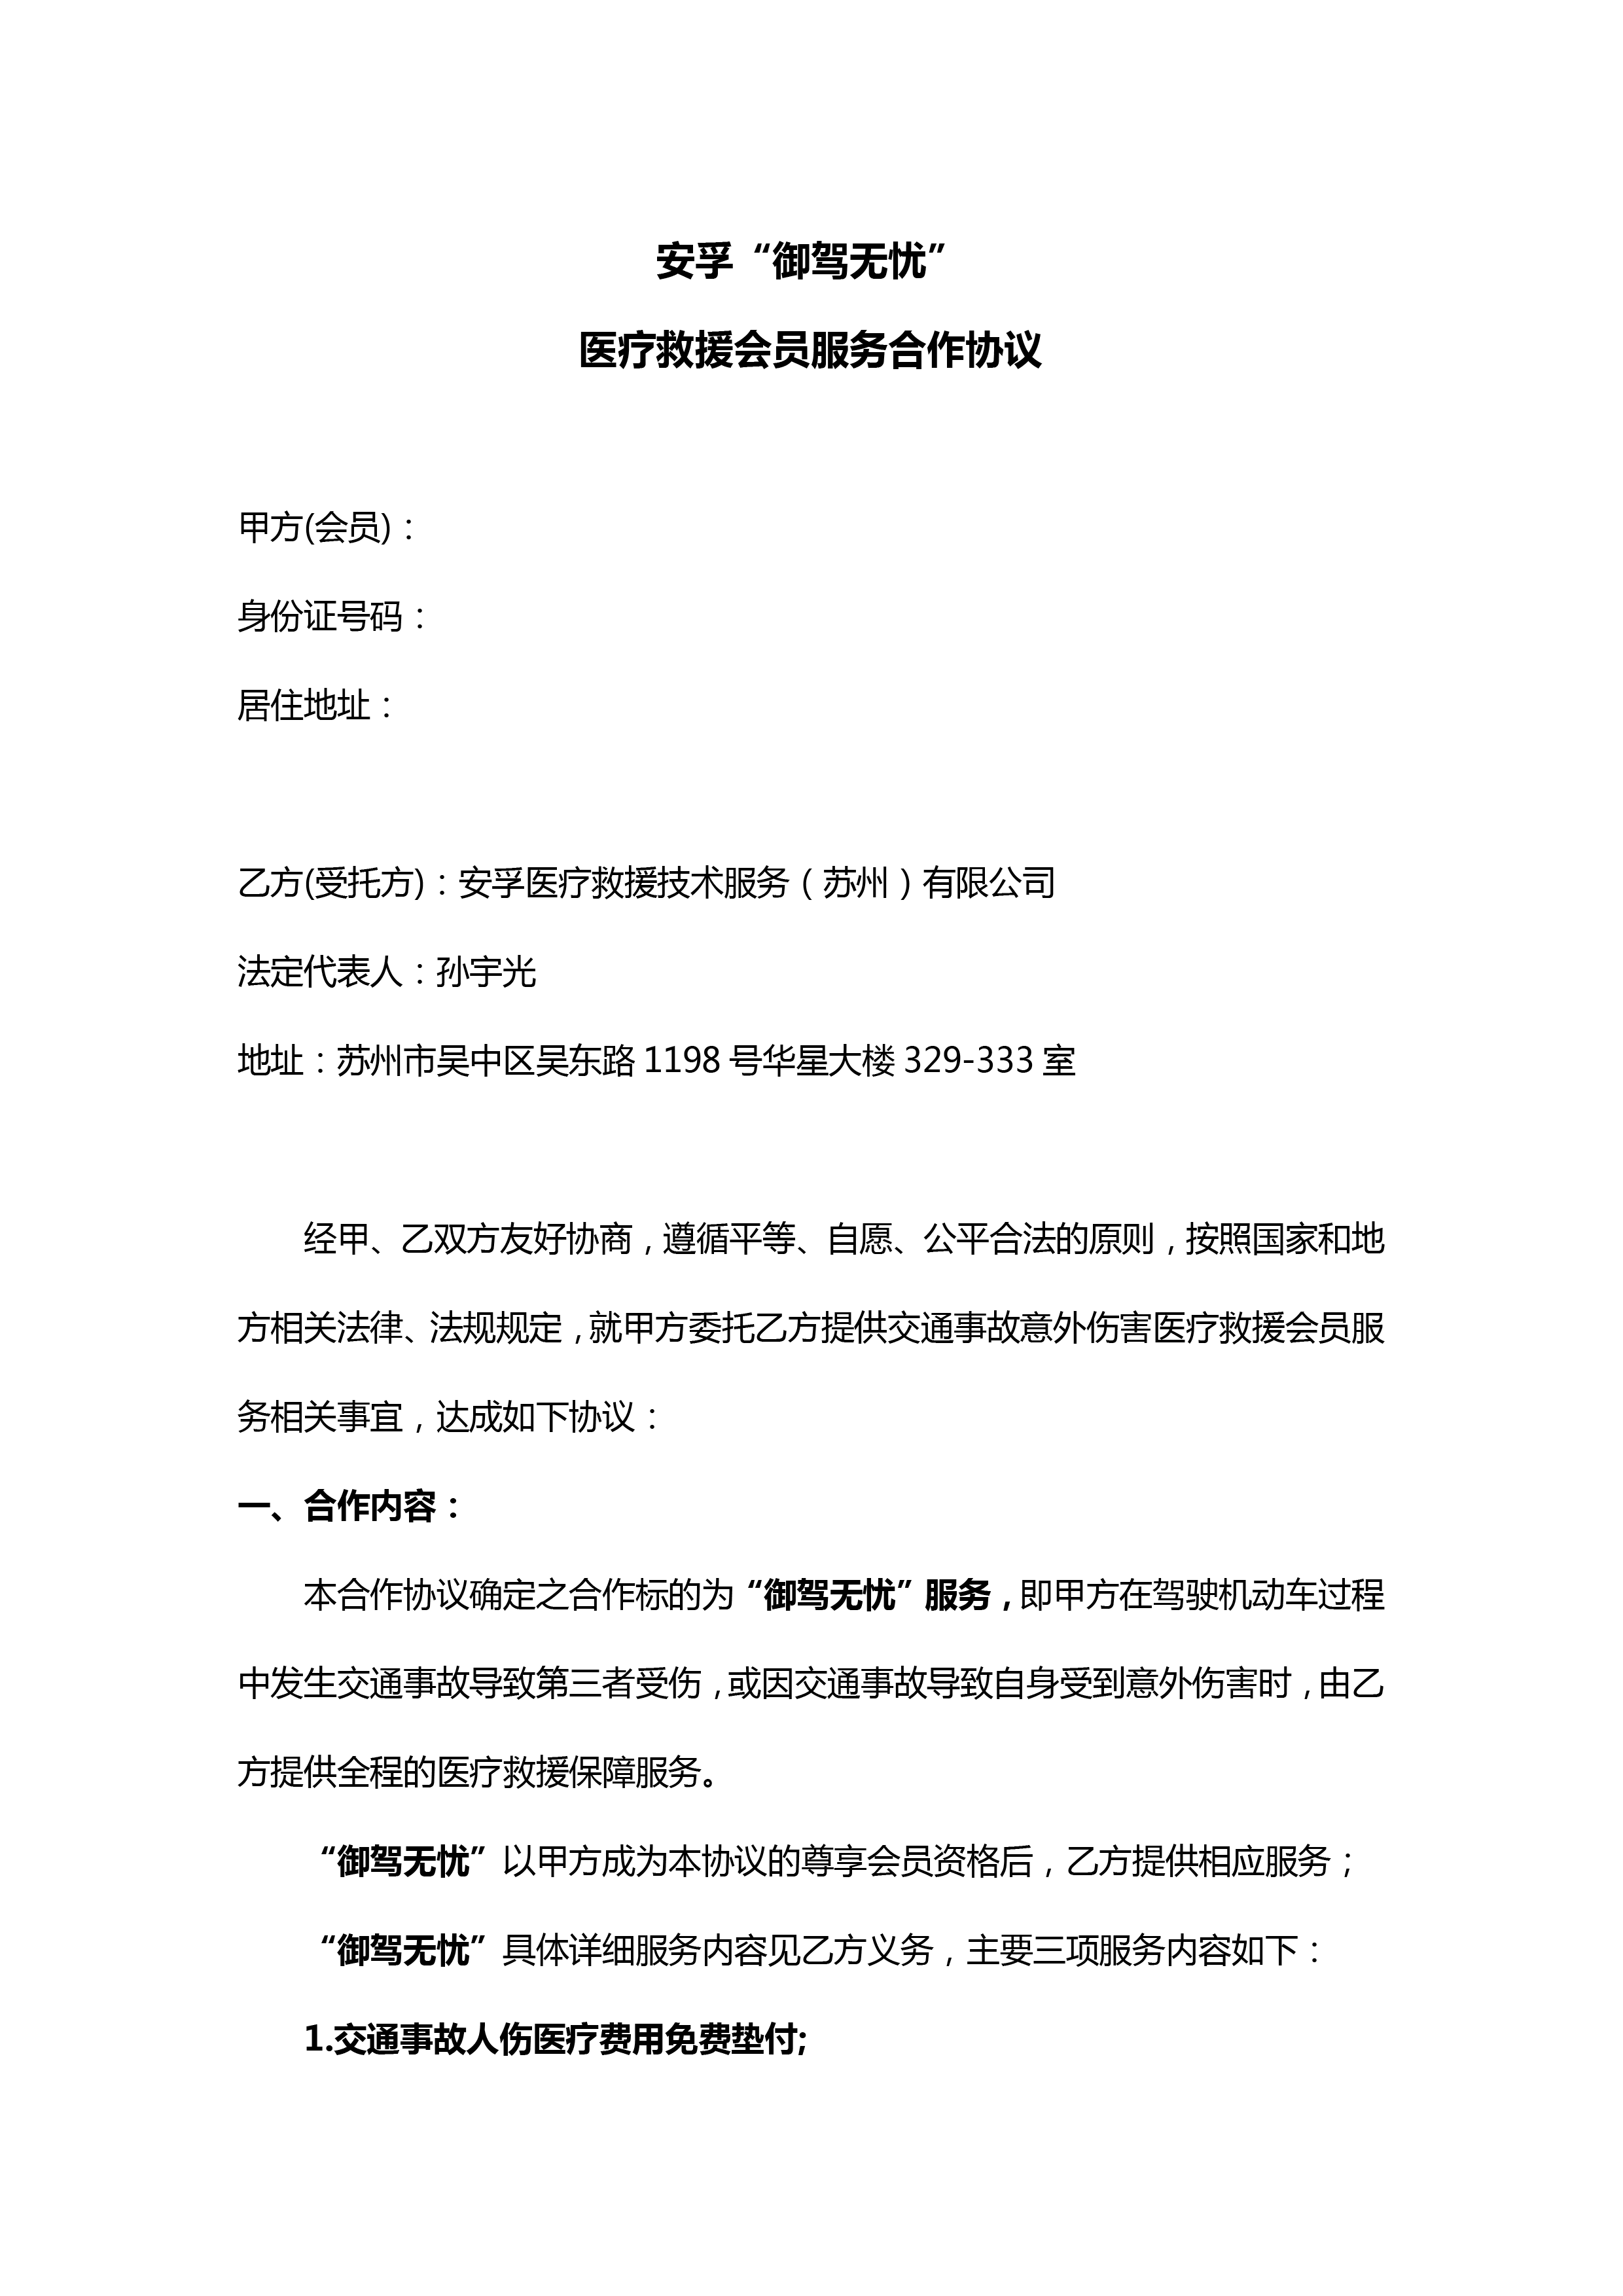 安孚“御驾无忧”
医疗救援会员服务合作协议
甲方(会员)：
身份证号码：
居住地址：
乙方(受托方)：安孚医疗救援技术服务（苏州）有限公司
法定代表人：孙宇光
地址：苏州市吴中区吴东路 1198 号华星大楼 329-333 室
经甲、乙双方友好协商，遵循平等、自愿、公平合法的原则，按照国家和地
方相关法律、法规规定，就甲方委托乙方提供交通事故意外伤害医疗救援会员服
务相关事宜，达成如下协议：
一、合作内容：
本合作协议确定之合作标的为“御驾无忧”服务，即甲方在驾驶机动车过程
中发生交通事故导致第三者受伤，或因交通事故导致自身受到意外伤害时，由乙
方提供全程的医疗救援保障服务。
“御驾无忧”以甲方成为本协议的尊享会员资格后，乙方提供相应服务；
“御驾无忧”具体详细服务内容见乙方义务，主要三项服务内容如下：
1.交通事故人伤医疗费用免费垫付;